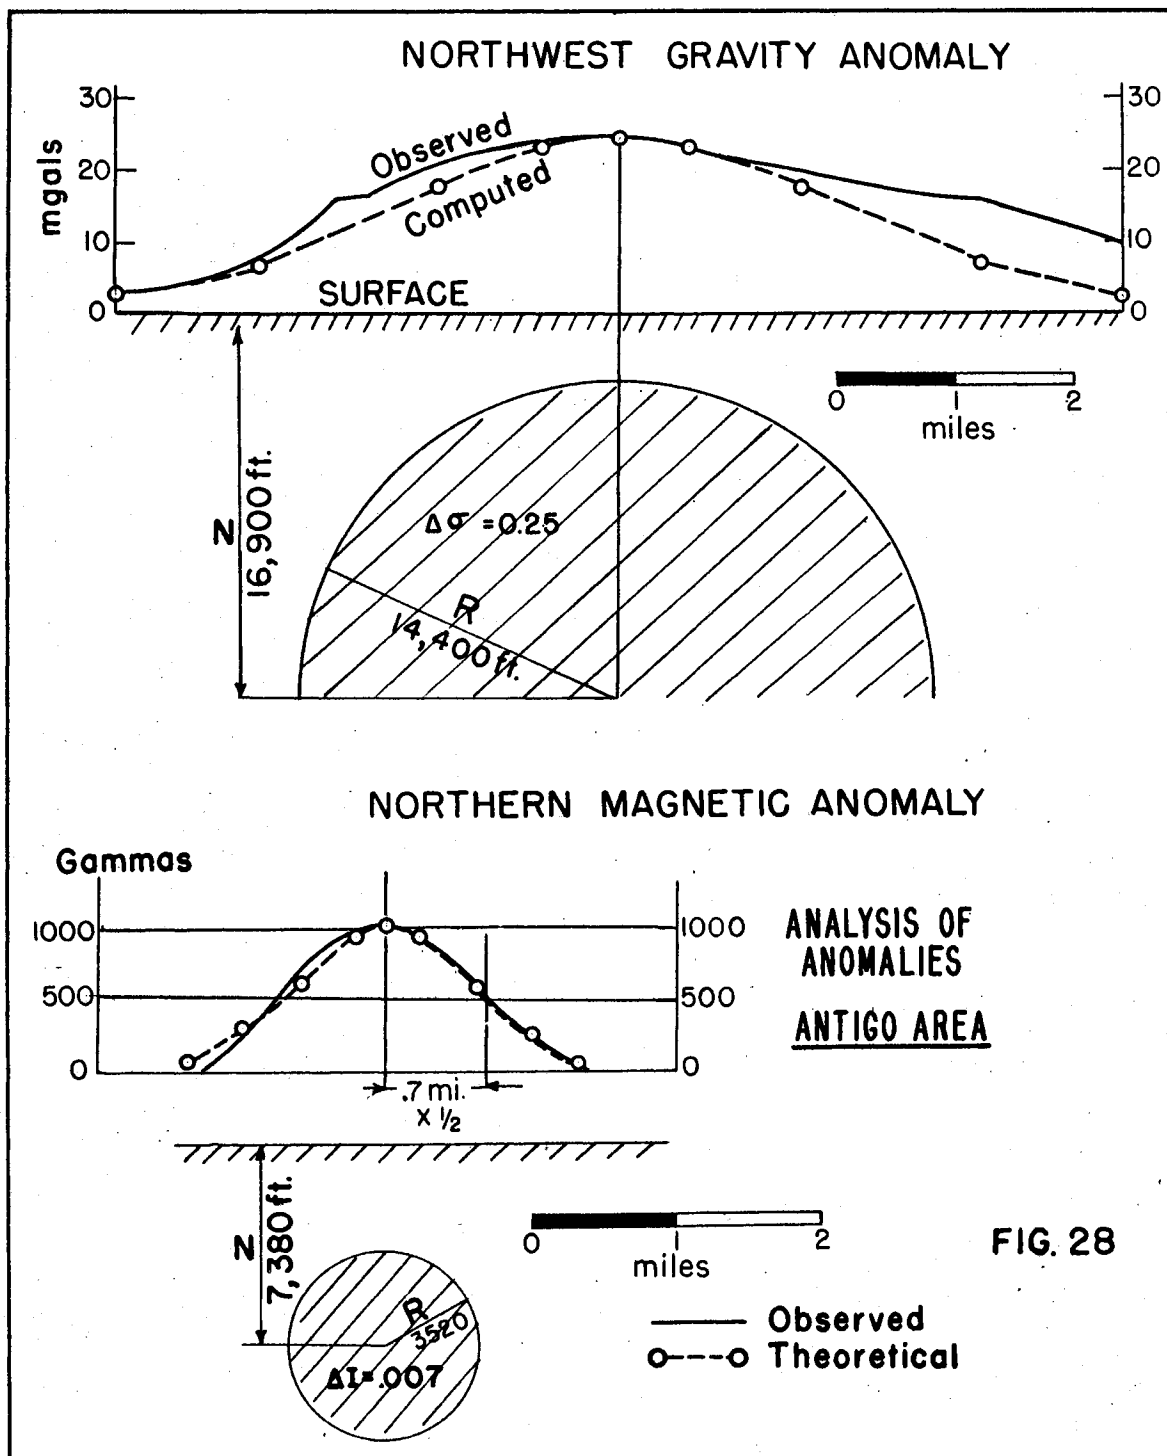 NORTHWEST GRAVITY ANOMALY
30
30
mgals
Observed
20
20
Computed
10
10
SURFACE
0
0
0 1 2
miles
N
16,900 ft.
Δσ = 0.25
R
14,400 ft.
NORTHERN MAGNETIC ANOMALY
Gammas
1000
1000
500
500
0
0
.7 mi.
X 1/2
ANALYSIS OF
ANOMALIES
ANTIGO AREA
N
7,380 ft.
0 1 2
miles
FIG. 28
R
3520
ΔI=.007
Observed
Theoretical